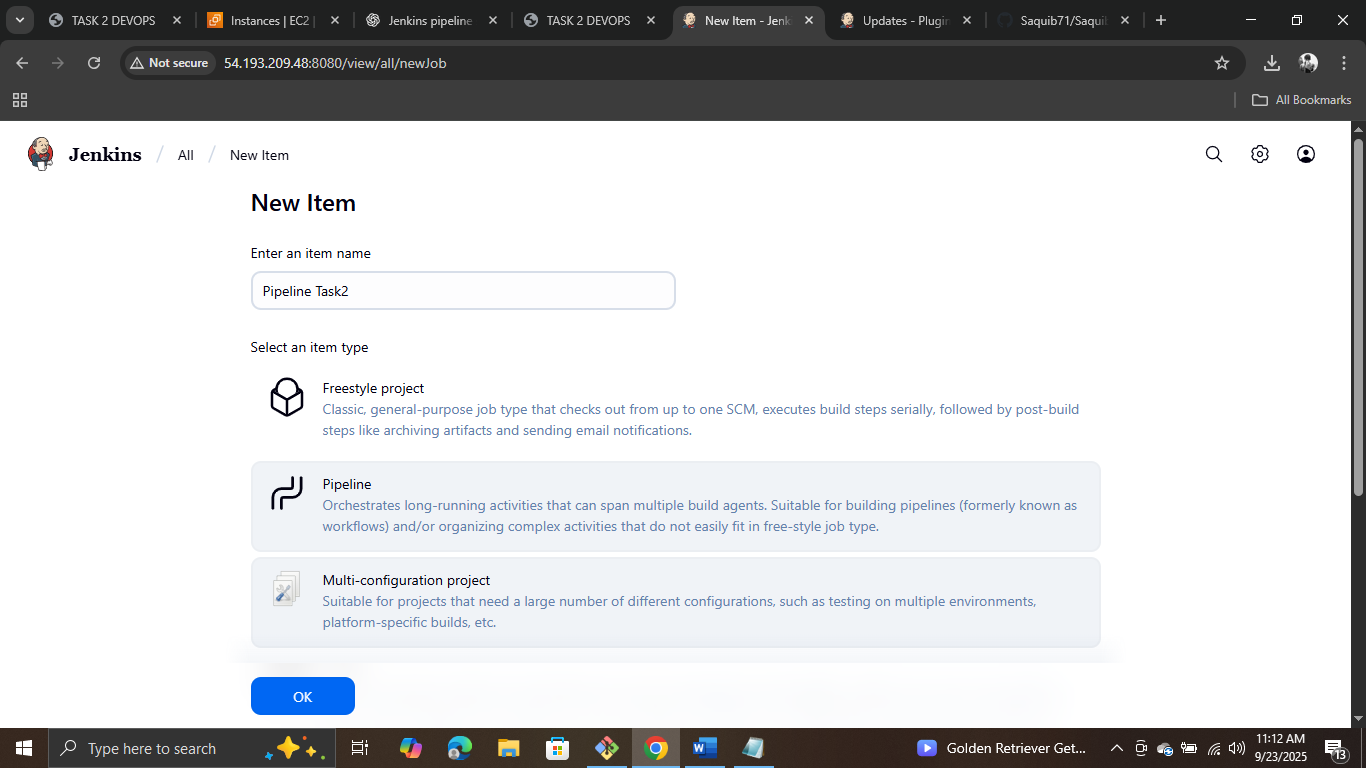 TASK 2 DEVOPS
Instances | EC2 |
Jenkins pipeline
TASK 2 DEVOPS
New Item - Jenk
Updates - Plugin
Saquib71/Saquib
Not secure
54.193.209.48:8080/view/all/newJob
All Bookmarks
Jenkins / All / New Item
New Item
Enter an item name
Pipeline Task2
Select an item type
Freestyle project
Classic, general-purpose job type that checks out from up to one SCM, executes build steps serially, followed by post-build
steps like archiving artifacts and sending email notifications.
Pipeline
Orchestrates long-running activities that can span multiple build agents. Suitable for building pipelines (formerly known as
workflows) and/or organizing complex activities that do not easily fit in free-style job type.
Multi-configuration project
Suitable for projects that need a large number of different configurations, such as testing on multiple environments,
platform-specific builds, etc.
OK
Type here to search
Golden Retriever Get...
11:12 AM
9/23/2025
13